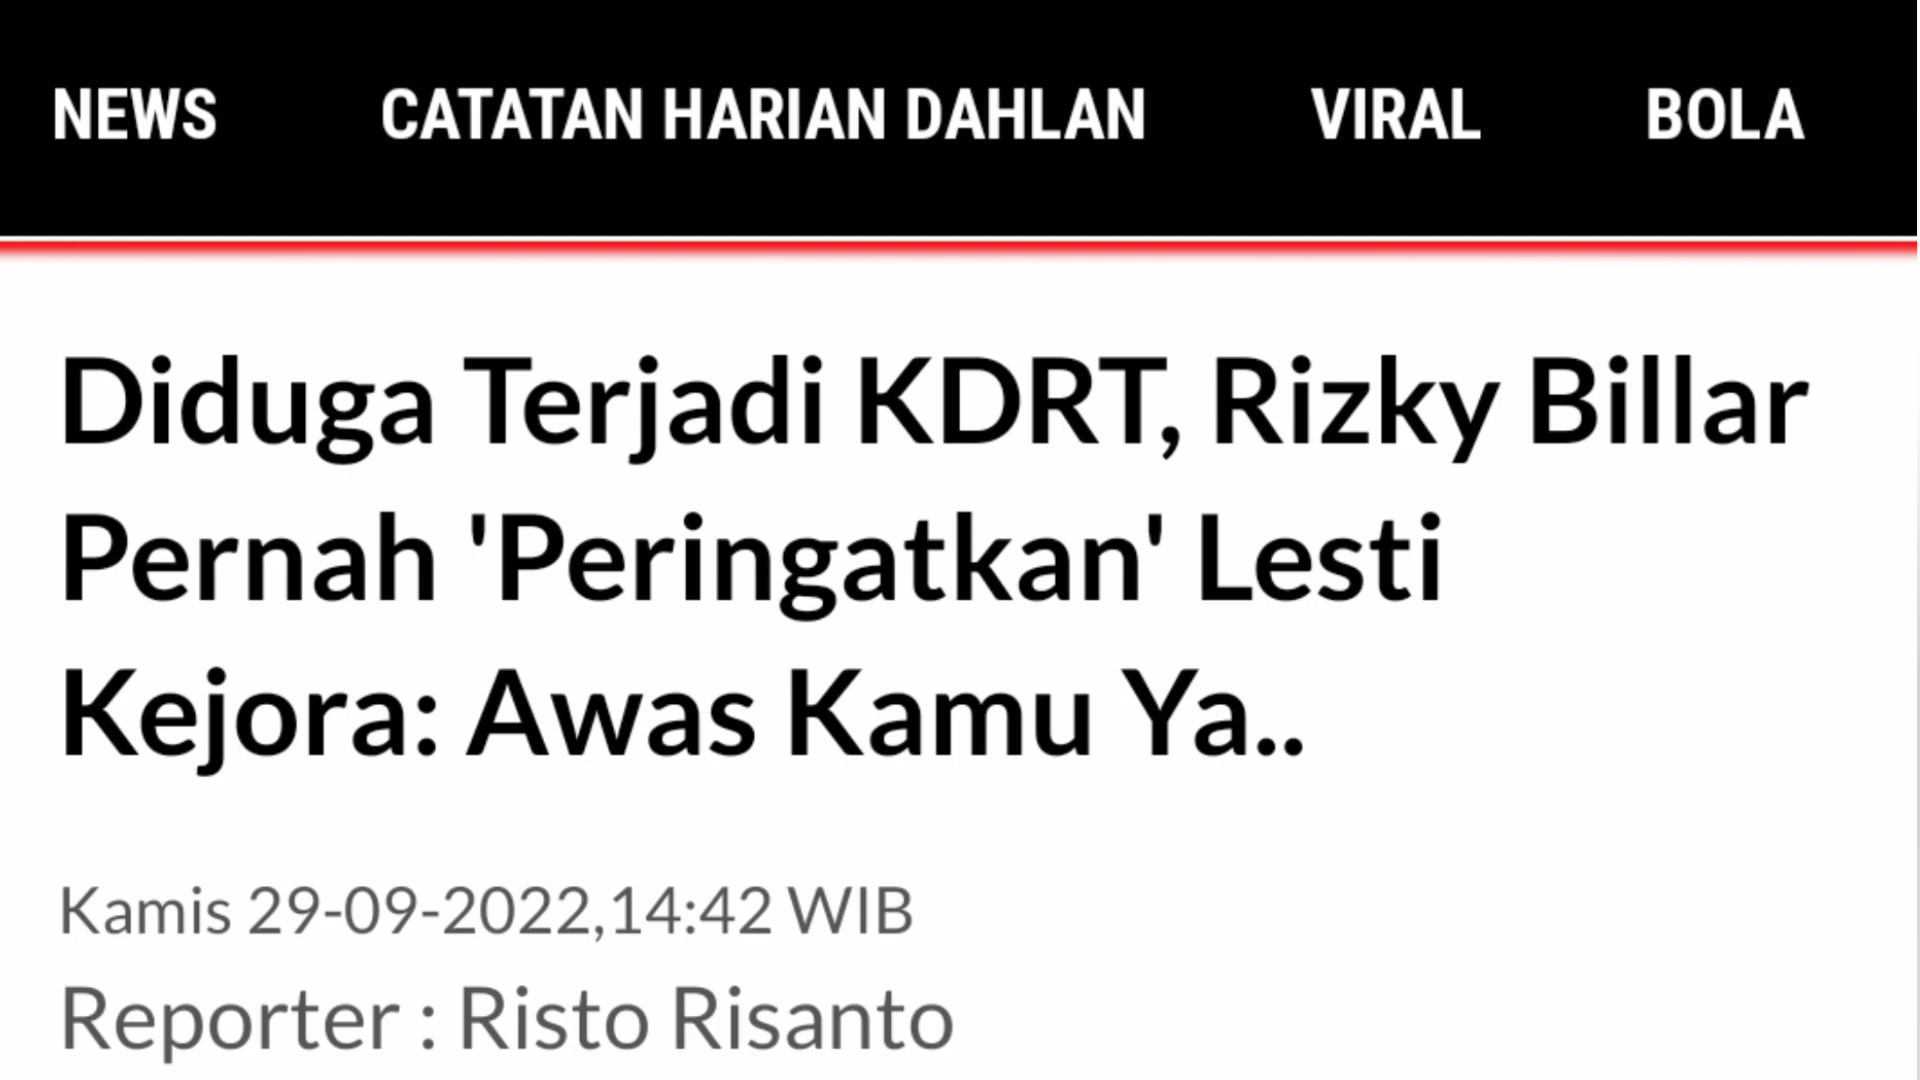 NEWS CATATAN HARIAN DAHLAN VIRAL BOLA
Diduga Terjadi KDRT, Rizky Billar
Pernah 'Peringatkan' Lesti
Kejora: Awas Kamu Ya..
Kamis 29-09-2022,14:42 WIB
Reporter : Risto Risanto